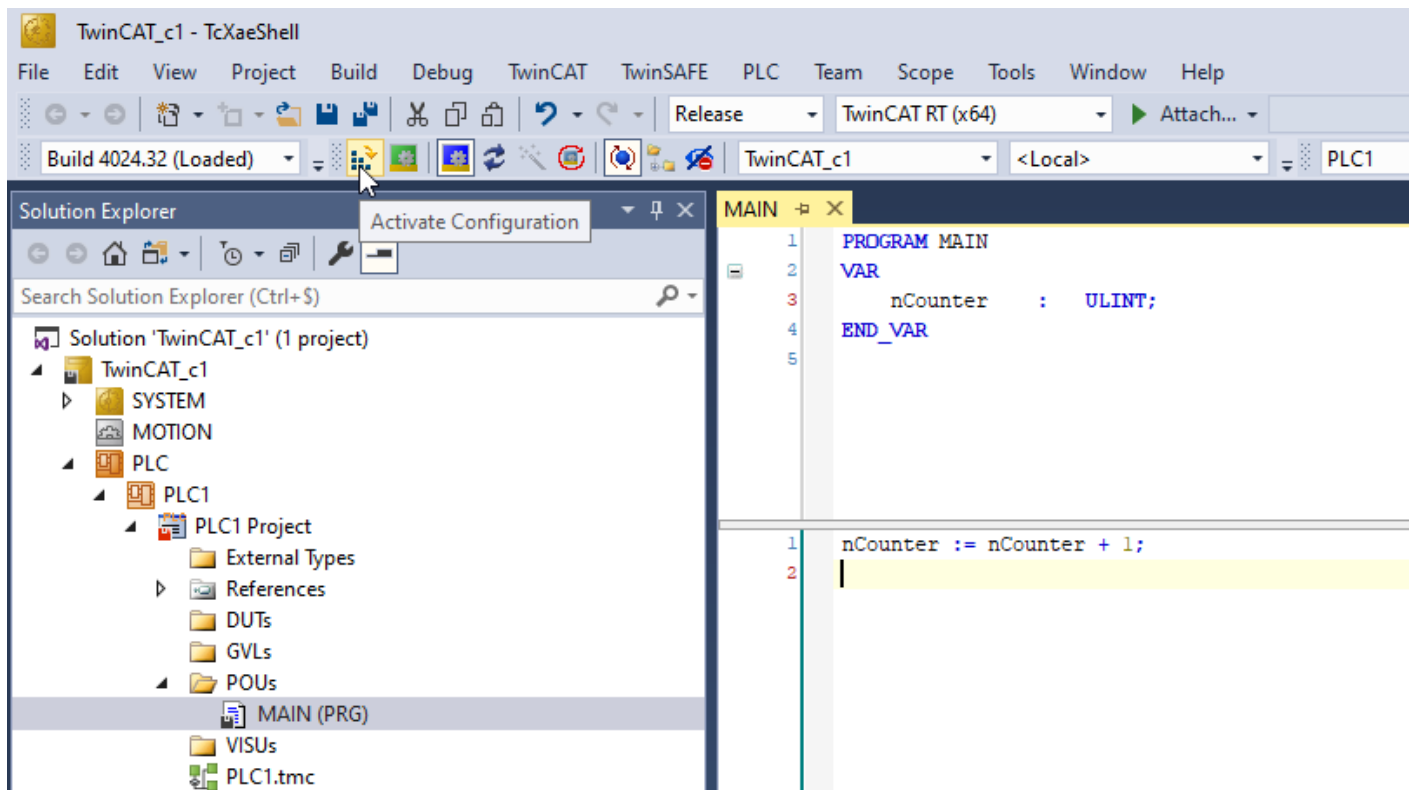 TwinCAT_c1 - TcXaeShell
File Edit View Project Build Debug TwinCAT TwinSAFE PLC Team Scope Tools Window Help
Release TwinCAT RT (x64) Attach...
Build 4024.32 (Loaded) TwinCAT_c1 <Local> PLC1
Solution Explorer
Activate Configuration
Search Solution Explorer (Ctrl+$)
Solution 'TwinCAT_c1' (1 project)
TwinCAT_c1
SYSTEM
MOTION
PLC
PLC1
PLC1 Project
External Types
References
DUTs
GVLs
POUs
MAIN (PRG)
VISUs
PLC1.tmc
MAIN
1 PROGRAM MAIN
2 VAR
3 nCounter : ULINT;
4 END_VAR
5
1 nCounter := nCounter + 1;
2